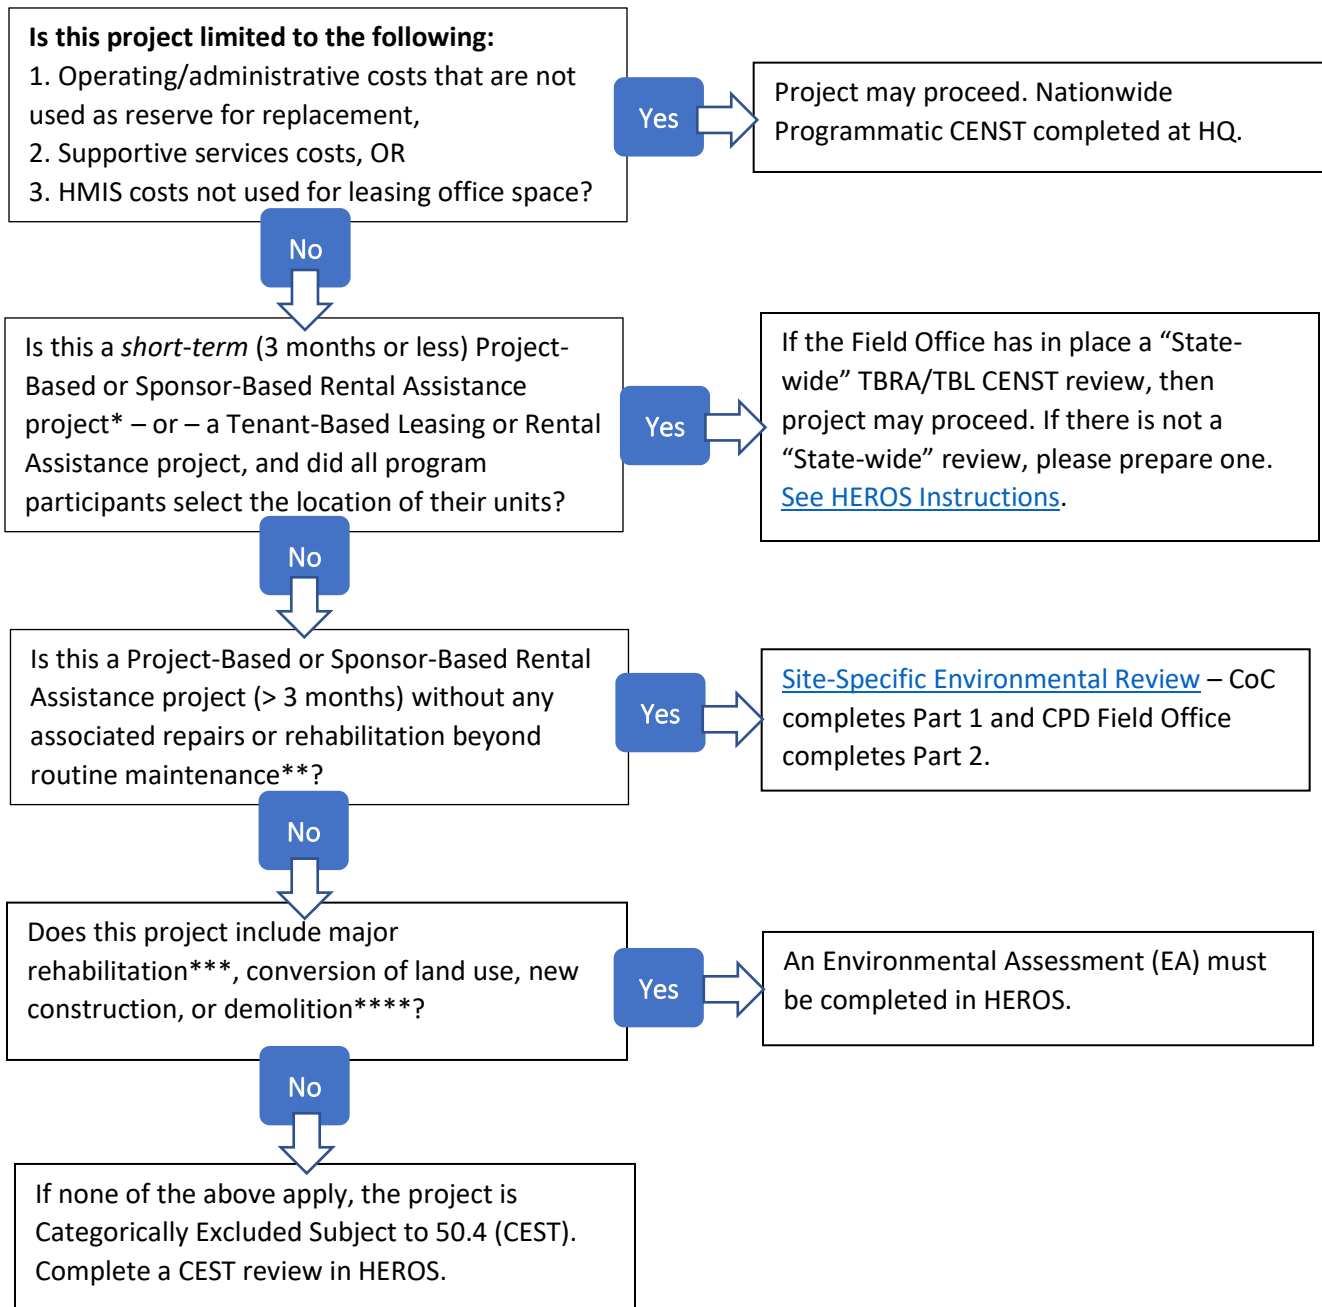 Is this project limited to the following:
1. Operating/administrative costs that are not
used as reserve for replacement,
2. Supportive services costs, OR
3. HMIS costs not used for leasing office space?
Yes
Project may proceed. Nationwide
Programmatic CENST completed at HQ.
No
Is this a short-term (3 months or less) Project-
Based or Sponsor-Based Rental Assistance
project* – or – a Tenant-Based Leasing or Rental
Assistance project, and did all program
participants select the location of their units?
Yes
If the Field Office has in place a “State-
wide” TBRA/TBL CENST review, then
project may proceed. If there is not a
“State-wide” review, please prepare one.
See HEROS Instructions.
No
Is this a Project-Based or Sponsor-Based Rental
Assistance project (> 3 months) without any
associated repairs or rehabilitation beyond
routine maintenance**?
Yes
Site-Specific Environmental Review – CoC
completes Part 1 and CPD Field Office
completes Part 2.
No
Does this project include major
rehabilitation***, conversion of land use, new
construction, or demolition****?
Yes
An Environmental Assessment (EA) must
be completed in HEROS.
No
If none of the above apply, the project is
Categorically Excluded Subject to 50.4 (CEST).
Complete a CEST review in HEROS.